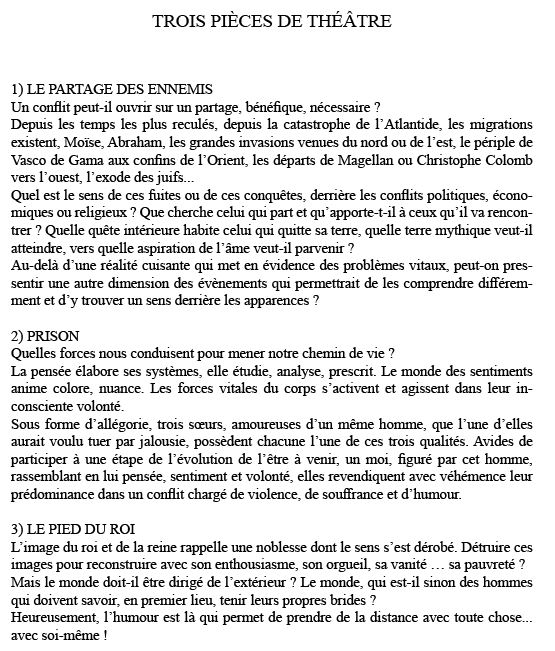 TROIS PIÈCES DE THÉÂTRE
1) LE PARTAGE DES ENNEMIS
Un conflit peut-il ouvrir sur un partage, bénéfique, nécessaire ?
Depuis les temps les plus reculés, depuis la catastrophe de l'Atlantide, les migrations
existent, Moïse, Abraham, les grandes invasions venues du nord ou de l'est, le périple de
Vasco de Gama aux confins de l'Orient, les départs de Magellan ou Christophe Colomb
vers l'ouest, l'exode des juifs...
Quel est le sens de ces fuites ou de ces conquêtes, derrière les conflits politiques, écono-
miques ou religieux ? Que cherche celui qui part et qu'apporte-t-il à ceux qu'il va rencon-
trer ? Quelle quête intérieure habite celui qui quitte sa terre, quelle terre mythique veut-il
atteindre, vers quelle aspiration de l'âme veut-il parvenir ?
Au-delà d'une réalité cuisante qui met en évidence des problèmes vitaux, peut-on pres-
sentir une autre dimension des évènements qui permettrait de les comprendre différem-
ment et d'y trouver un sens derrière les apparences ?
2) PRISON
Quelles forces nous conduisent pour mener notre chemin de vie ?
La pensée élabore ses systèmes, elle étudie, analyse, prescrit. Le monde des sentiments
anime colore, nuance. Les forces vitales du corps s'activent et agissent dans leur in-
consciente volonté.
Sous forme d'allégorie, trois sœurs, amoureuses d'un même homme, que l'une d'elles
aurait voulu tuer par jalousie, possèdent chacune l'une de ces trois qualités. Avides de
participer à une étape de l'évolution de l'être à venir, un moi, figuré par cet homme,
rassemblant en lui pensée, sentiment et volonté, elles revendiquent avec véhémence leur
prédominance dans un conflit chargé de violence, de souffrance et d'humour.
3) LE PIED DU ROI
L'image du roi et de la reine rappelle une noblesse dont le sens s'est dérobé. Détruire ces
images pour reconstruire avec son enthousiasme, son orgueil, sa vanité … sa pauvreté ?
Mais le monde doit-il être dirigé de l'extérieur ? Le monde, qui est-il sinon des hommes
qui doivent savoir, en premier lieu, tenir leurs propres brides ?
Heureusement, l'humour est là qui permet de prendre de la distance avec toute chose...
avec soi-même !